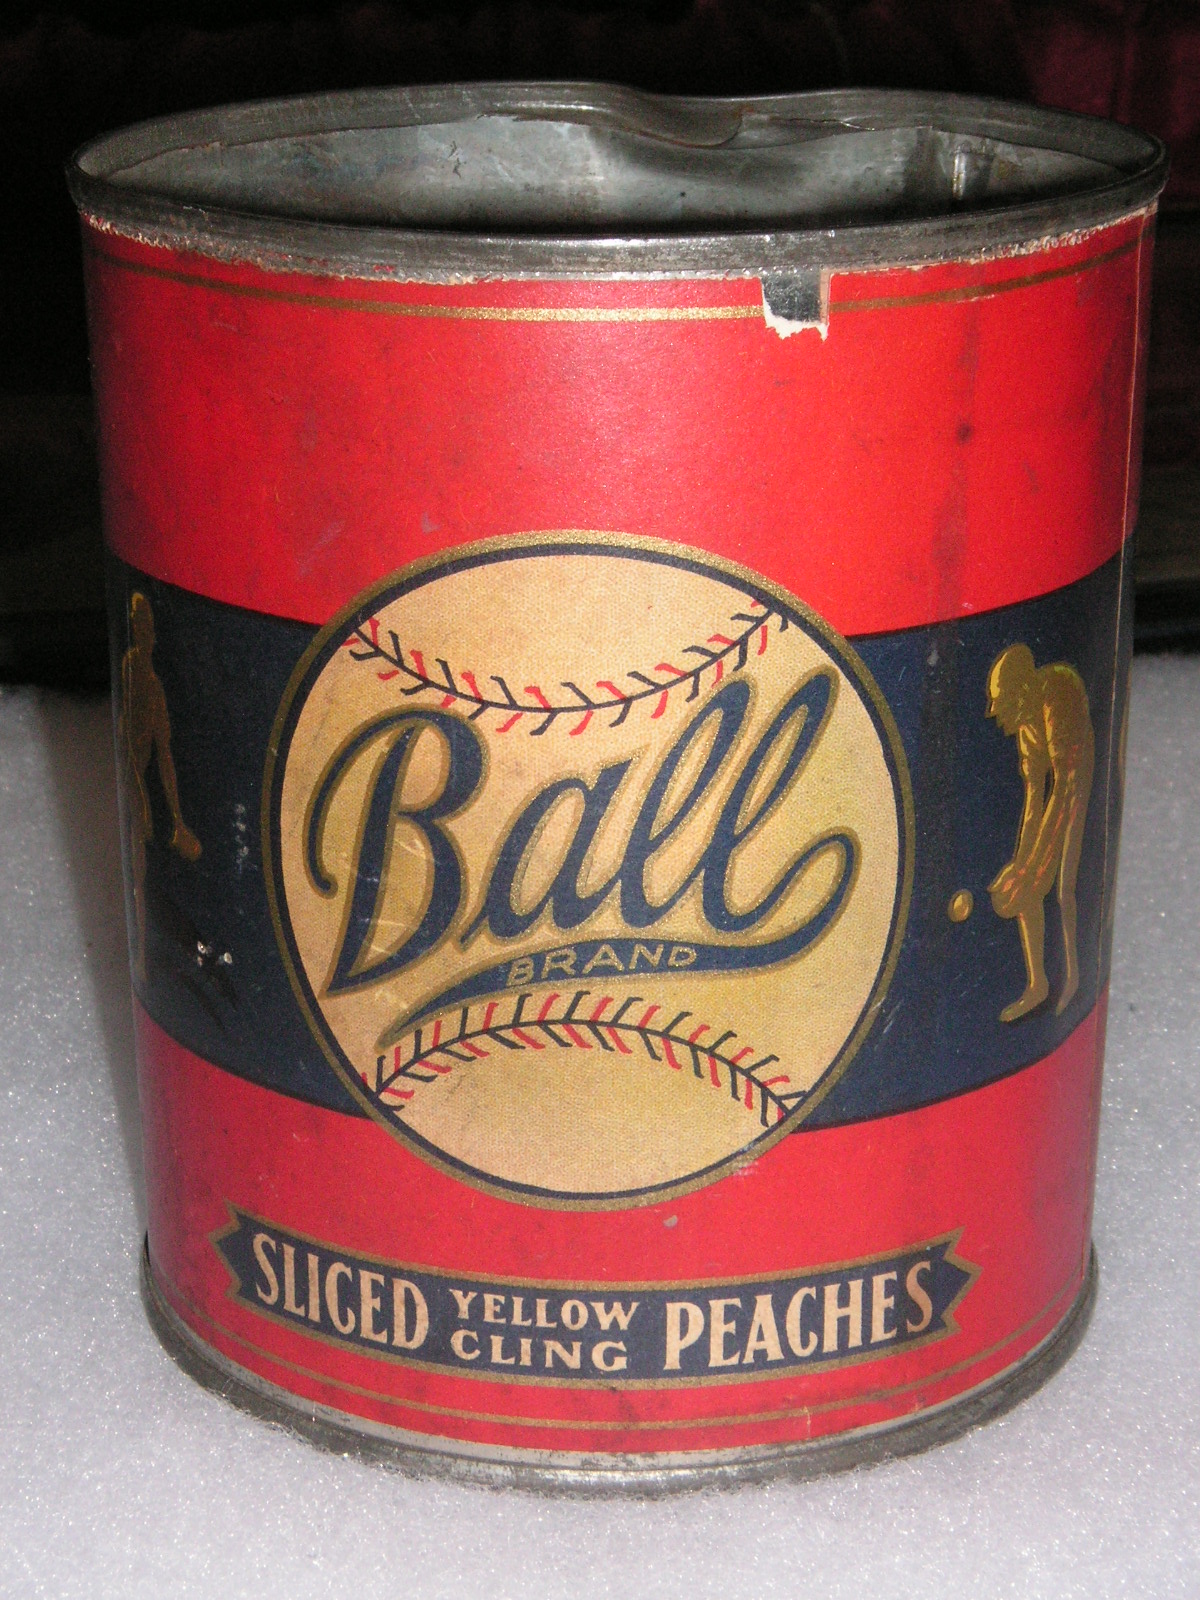 Ball
BRAND
SLICED YELLOW CLING PEACHES